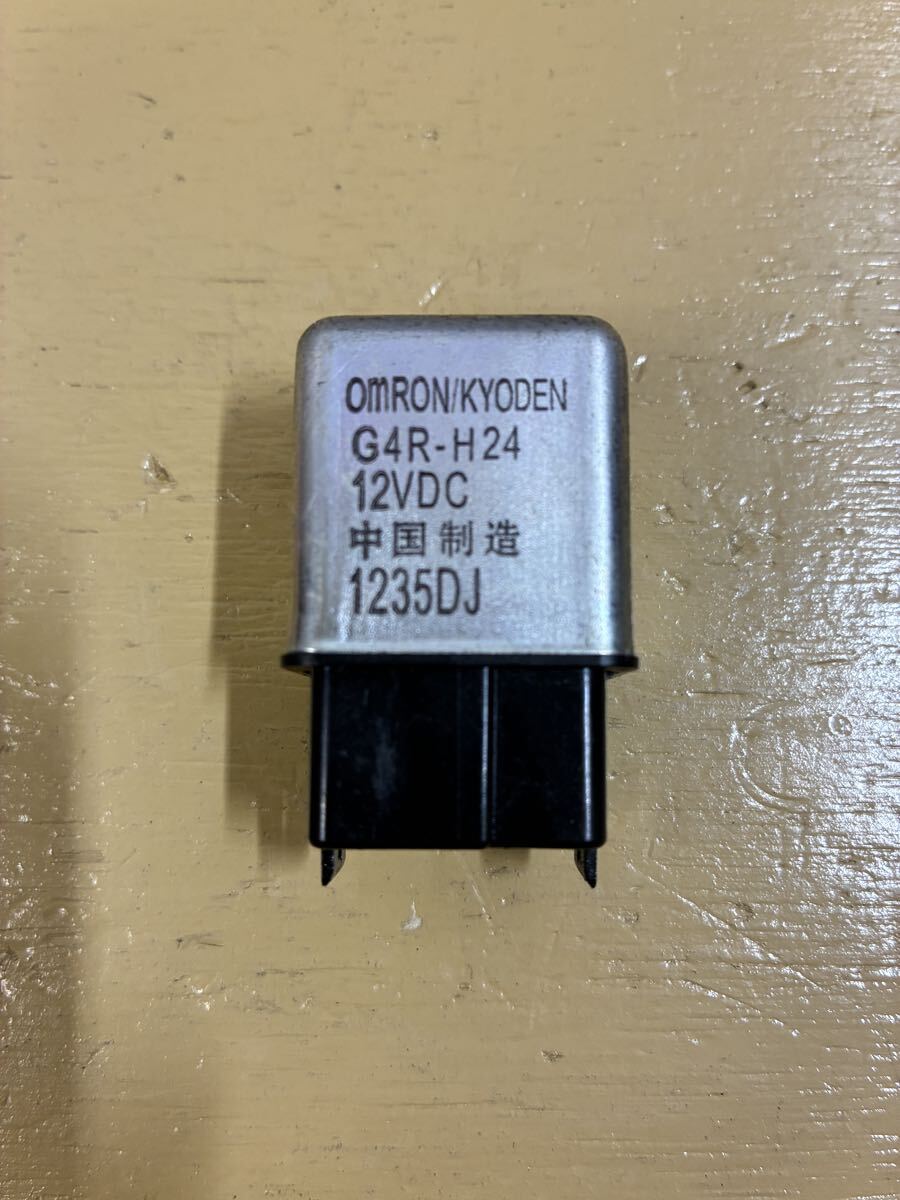 OmRON/KYODEN
G4R-H24
12VDC
中国制造
1235DJ